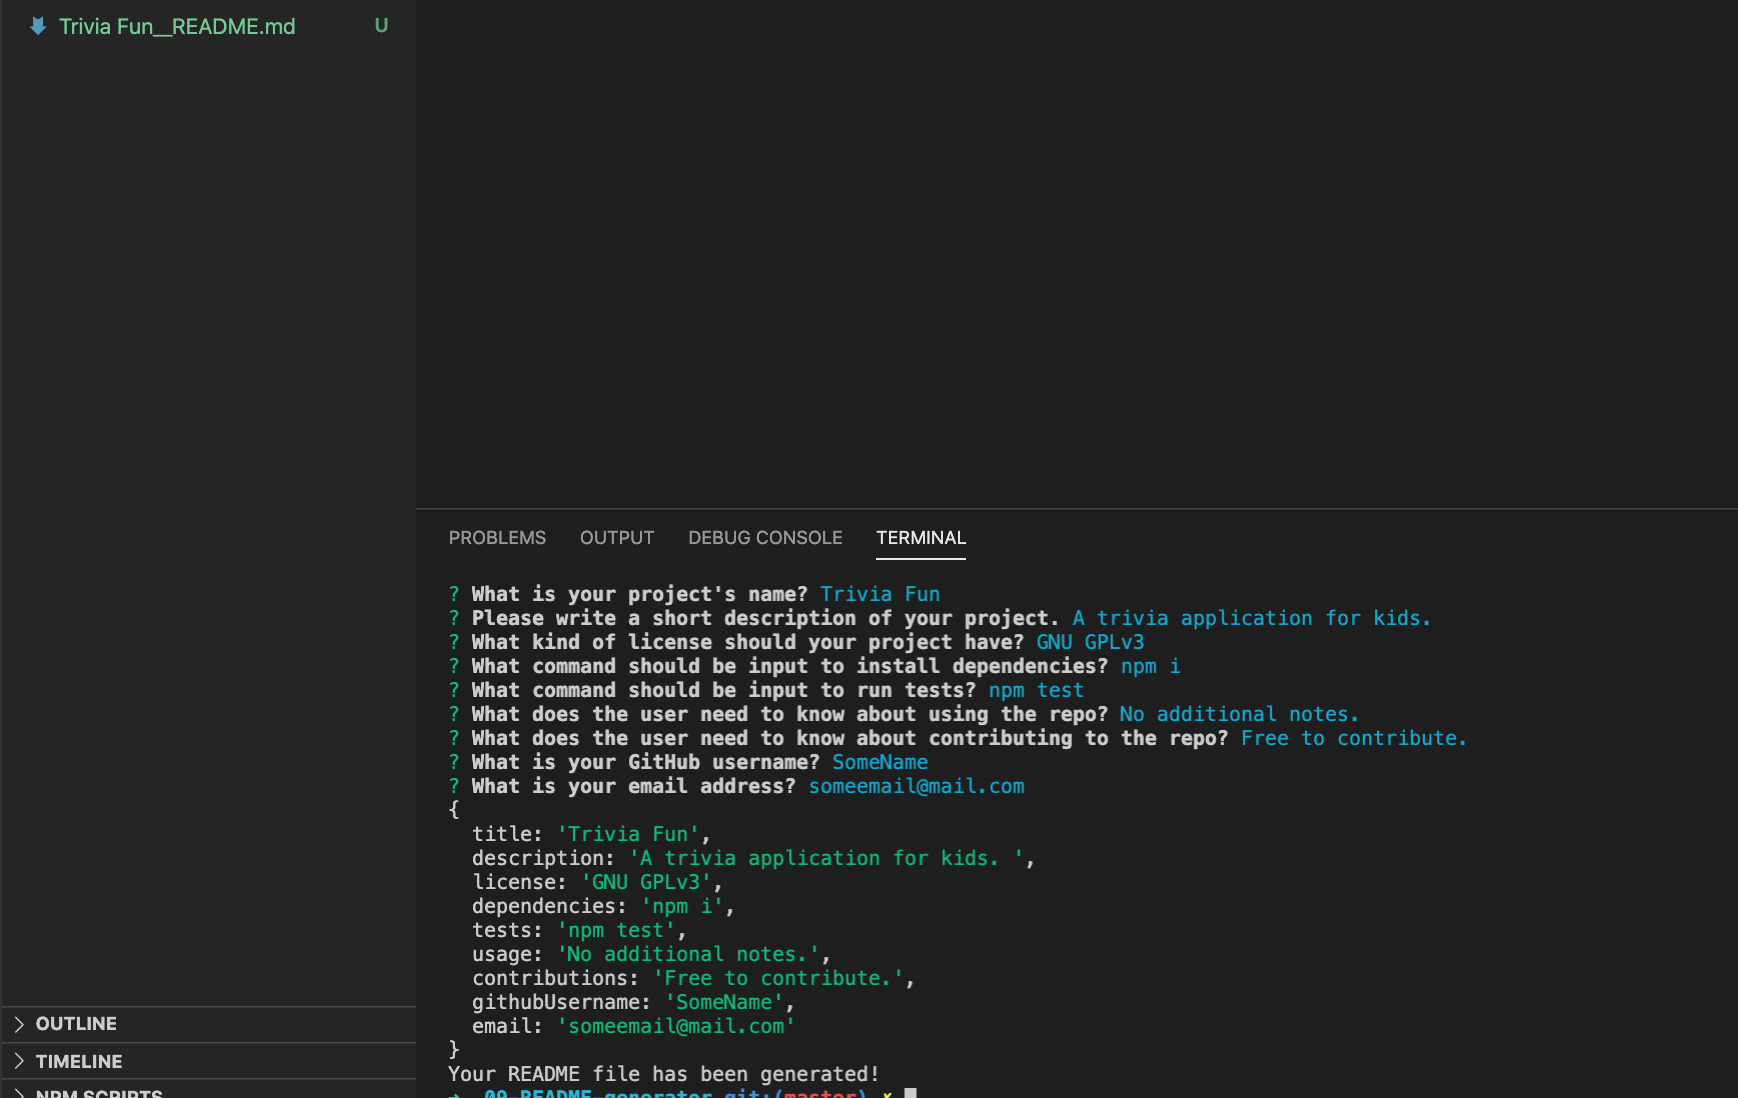 Trivia Fun__README.md U
PROBLEMS OUTPUT DEBUG CONSOLE TERMINAL
? What is your project's name? Trivia Fun
? Please write a short description of your project. A trivia application for kids.
? What kind of license should your project have? GNU GPLv3
? What command should be input to install dependencies? npm i
? What command should be input to run tests? npm test
? What does the user need to know about using the repo? No additional notes.
? What does the user need to know about contributing to the repo? Free to contribute.
? What is your GitHub username? SomeName
? What is your email address? someemail@mail.com
{
title: 'Trivia Fun',
description: 'A trivia application for kids. ',
license: 'GNU GPLv3',
dependencies: 'npm i',
tests: 'npm test',
usage: 'No additional notes.',
contributions: 'Free to contribute.',
githubUsername: 'SomeName',
email: 'someemail@mail.com'
}
Your README file has been generated!
→ 09-README-generator git:(master) ✗
OUTLINE
TIMELINE
NPM SCRIPTS